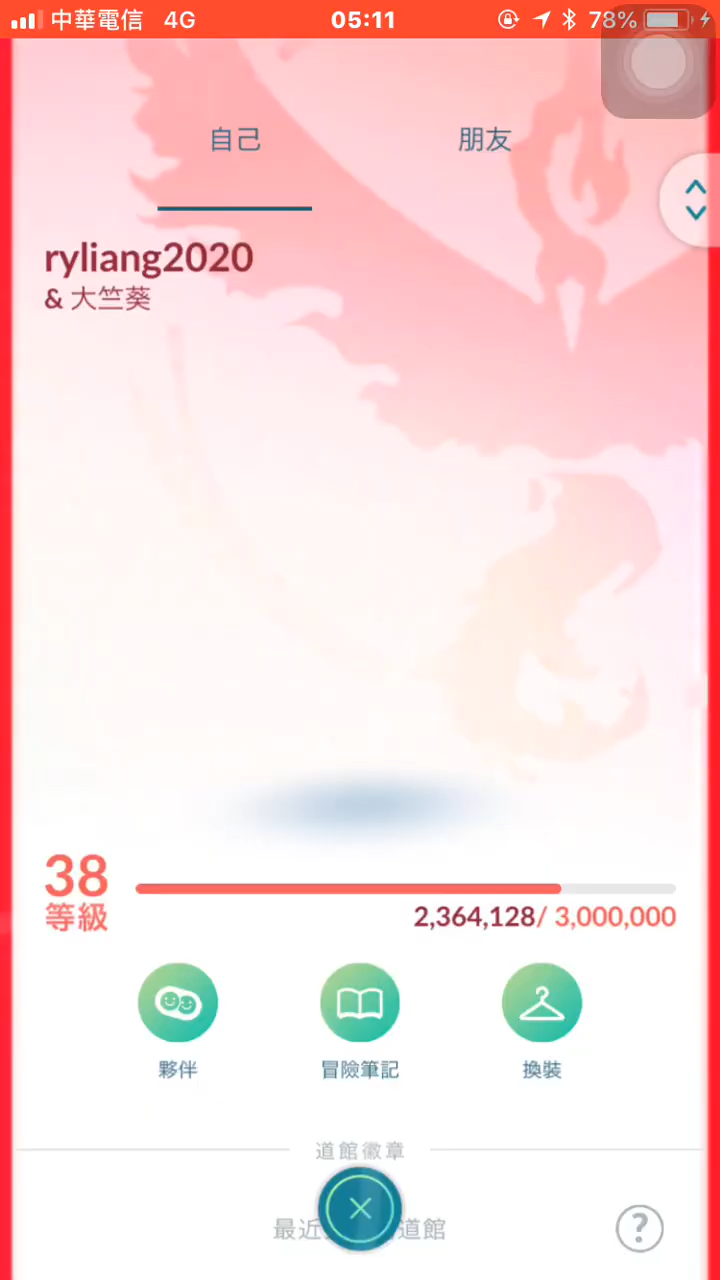 中華電信 4G 05:11 78%
自己 朋友
ryliang2020
& 大竺葵
38
等級
2,364,128/ 3,000,000
夥伴 冒險筆記 換裝
道館徽章
最近 道館
?